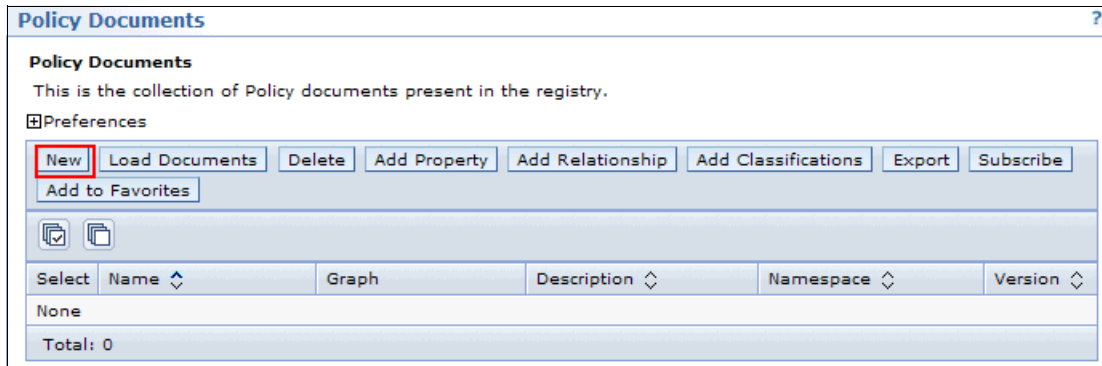 Policy Documents ?
Policy Documents
This is the collection of Policy documents present in the registry.
Preferences
New Load Documents Delete Add Property Add Relationship Add Classifications Export Subscribe
Add to Favorites
Select Name Graph Description Namespace Version
None
Total: 0